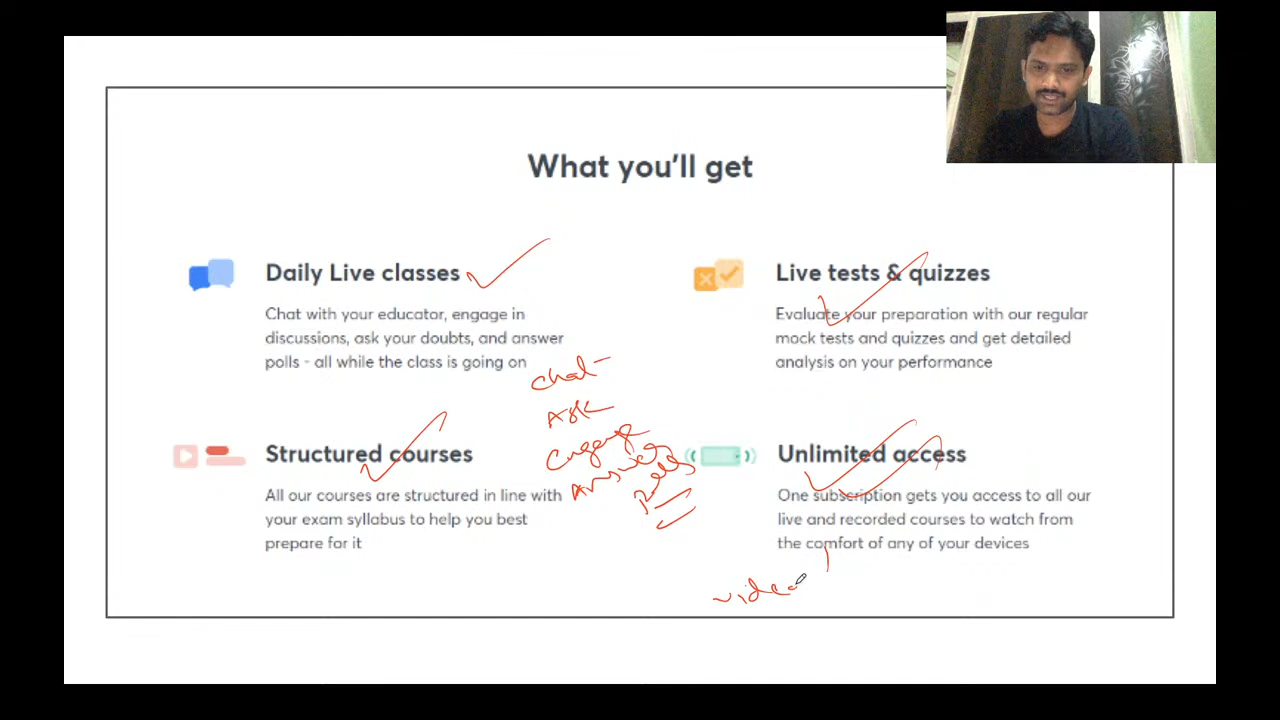 What you'll get
Daily Live classes
Chat with your educator, engage in
discussions, ask your doubts, and answer
polls - all while the class is going on
Live tests & quizzes
Evaluate your preparation with our regular
mock tests and quizzes and get detailed
analysis on your performance
chat
Ask
Engage
Answer
Polls
Structured courses
All our courses are structured in line with
your exam syllabus to help you best
prepare for it
Unlimited access
One subscription gets you access to all our
live and recorded courses to watch from
the comfort of any of your devices
video